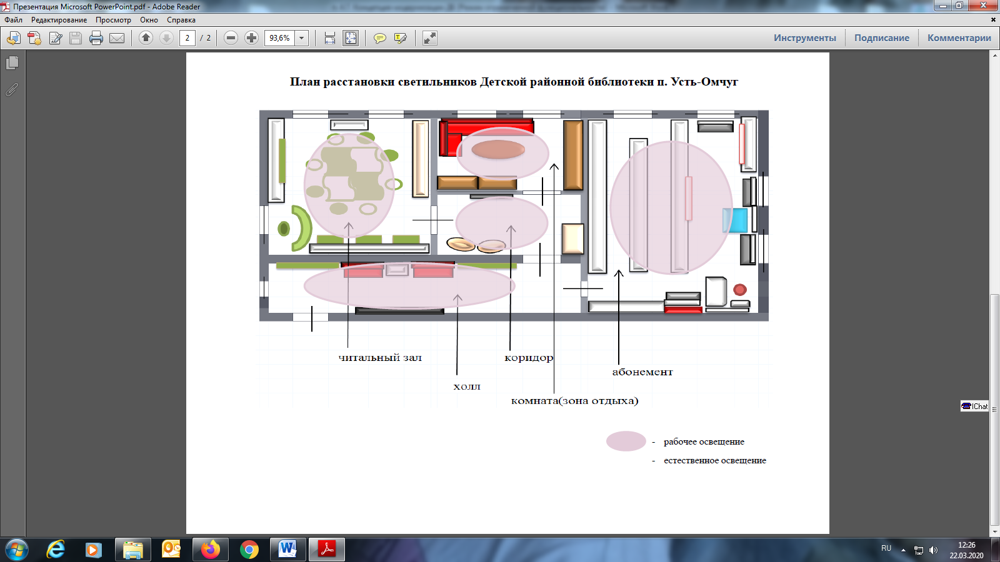 Презентация Microsoft PowerPoint.pdf - Adobe Reader
Файл Редактирование Просмотр Окно Справка
2 / 2 93,6% Инструменты Подписание Комментарии
План расстановки светильников Детской районной библиотеки п. Усть-Омчуг
читальный зал
коридор
абонемент
холл
комната(зона отдыха)
IChat
- рабочее освещение
- естественное освещение
RU
12:26
22.03.2020